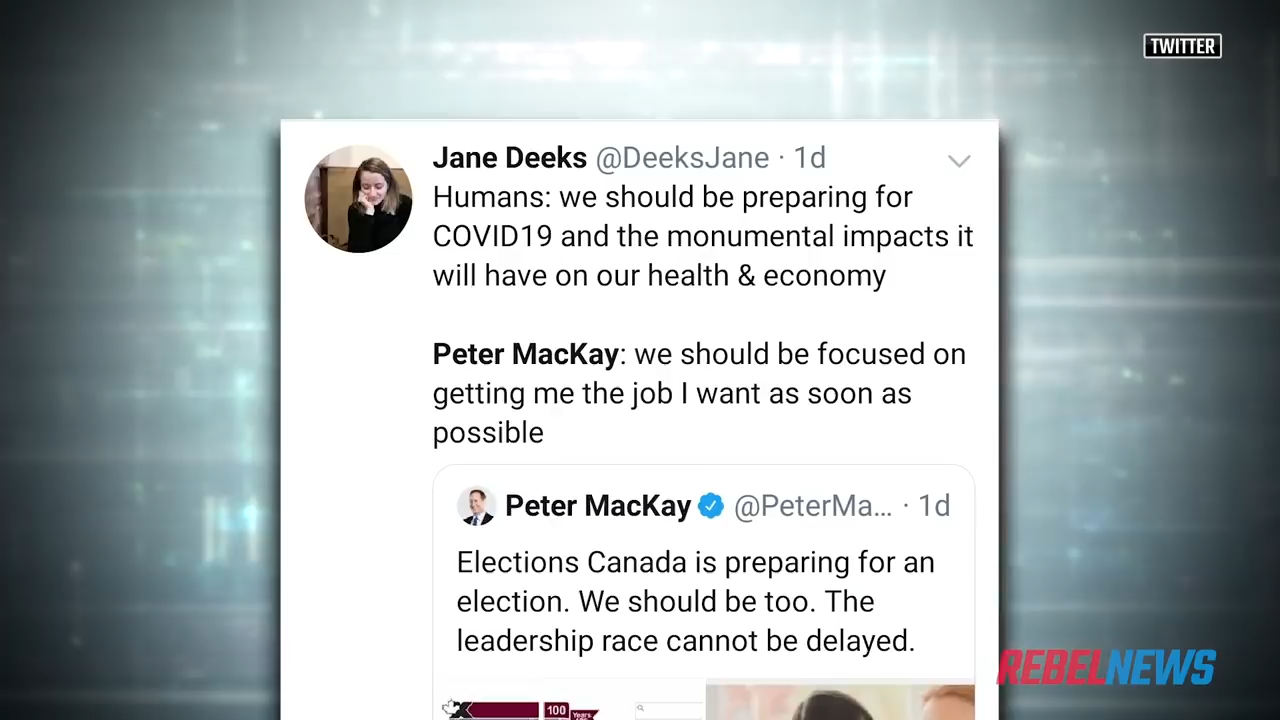 TWITTER
Jane Deeks @DeeksJane · 1d
Humans: we should be preparing for
COVID19 and the monumental impacts it
will have on our health & economy
Peter MacKay: we should be focused on
getting me the job I want as soon as
possible
Peter MacKay @PeterMa... · 1d
Elections Canada is preparing for an
election. We should be too. The
leadership race cannot be delayed.
REBELNEWS
100 Years